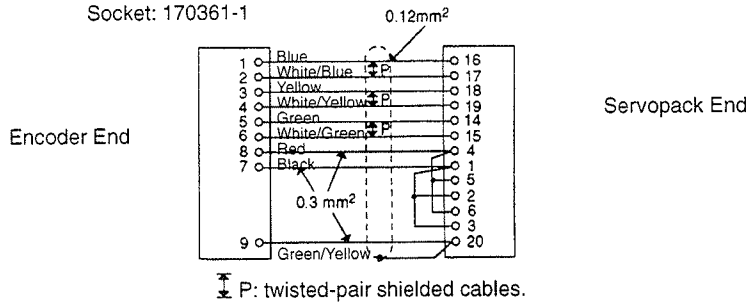 Socket: 170361-1
0.12mm²
1 Blue 16
2 White/Blue P 17
3 Yellow 18
4 White/Yellow P 19
5 Green 14
6 White/Green P 15
8 Red 4
7 Black 1
5
2
6
3
0.3 mm²
9 20
Green/Yellow
Encoder End
Servopack End
P: twisted-pair shielded cables.